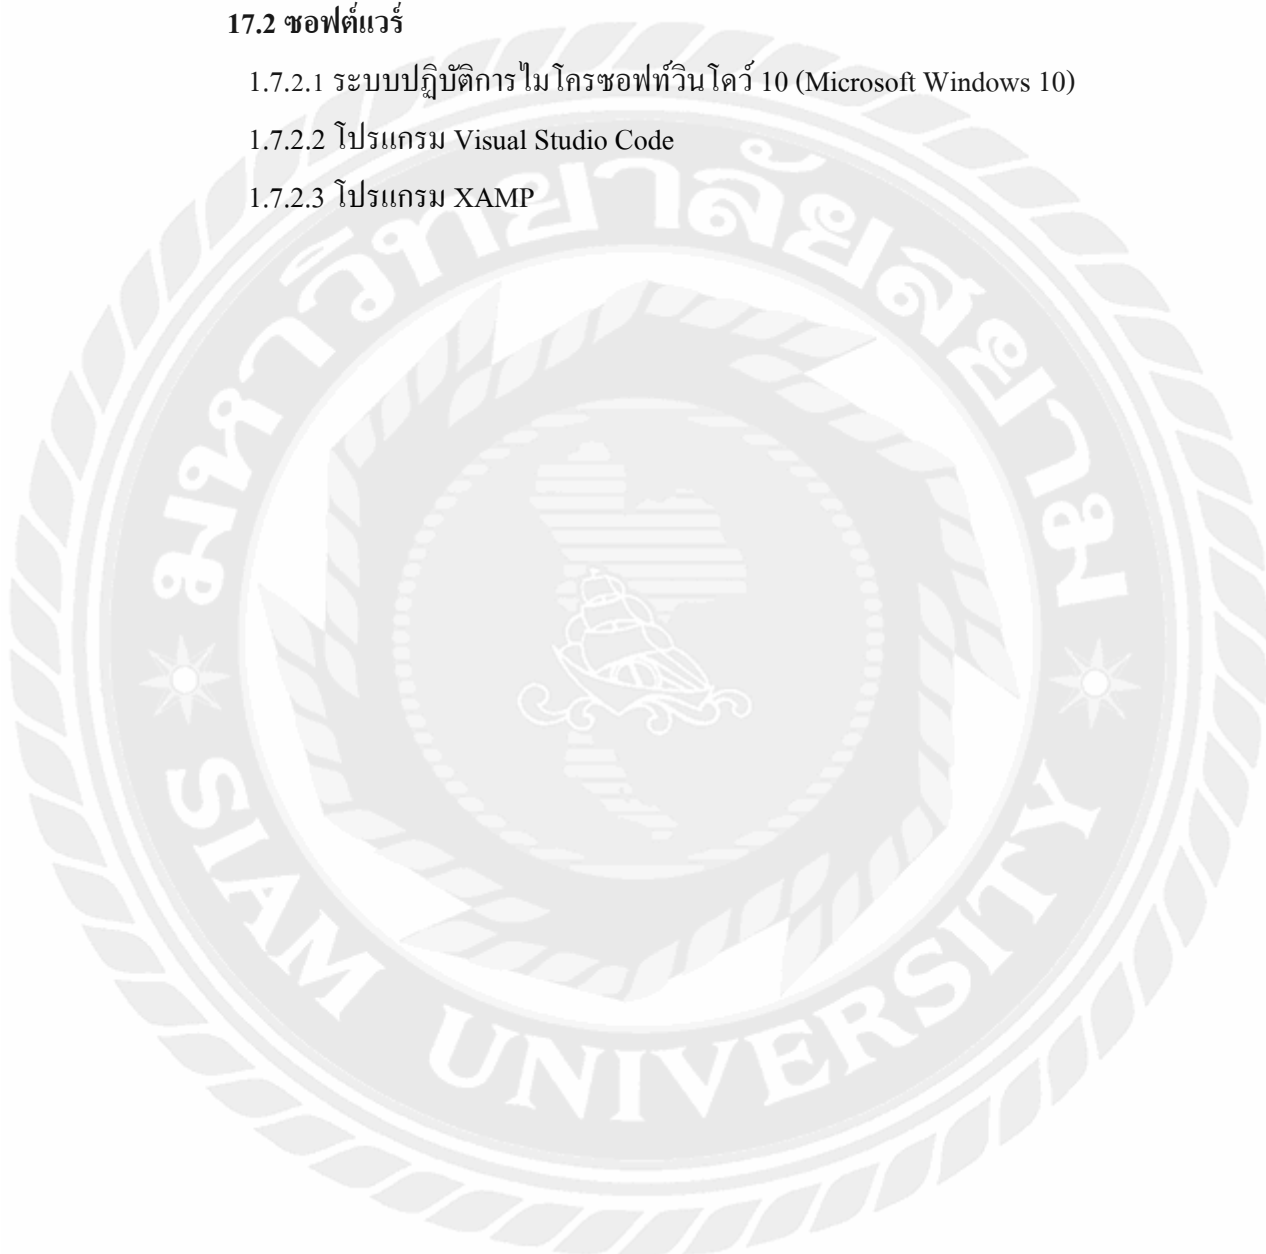 17.2 ซอฟต์แวร์
1.7.2.1 ระบบปฏิบัติการไมโครซอฟท์วินโดว์ 10 (Microsoft Windows 10)
1.7.2.2 โปรแกรม Visual Studio Code
1.7.2.3 โปรแกรม XAMP
มหาวิทยาลัยสยาม
SIAM UNIVERSITY